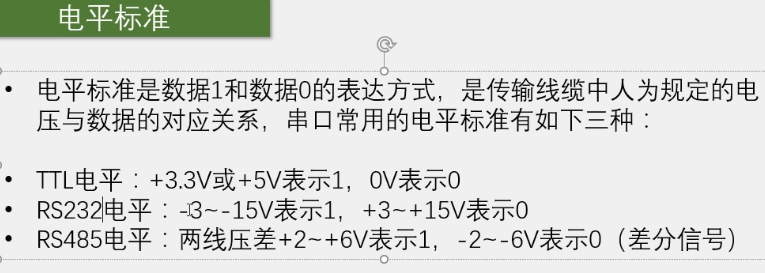 电平标准
• 电平标准是数据1和数据0的表达方式，是传输线缆中人为规定的电
压与数据的对应关系，串口常用的电平标准有如下三种：
• TTL电平：+3.3V或+5V表示1，0V表示0
• RS232电平：-3~-15V表示1，+3~+15V表示0
• RS485电平：两线压差+2~+6V表示1，-2~-6V表示0（差分信号）